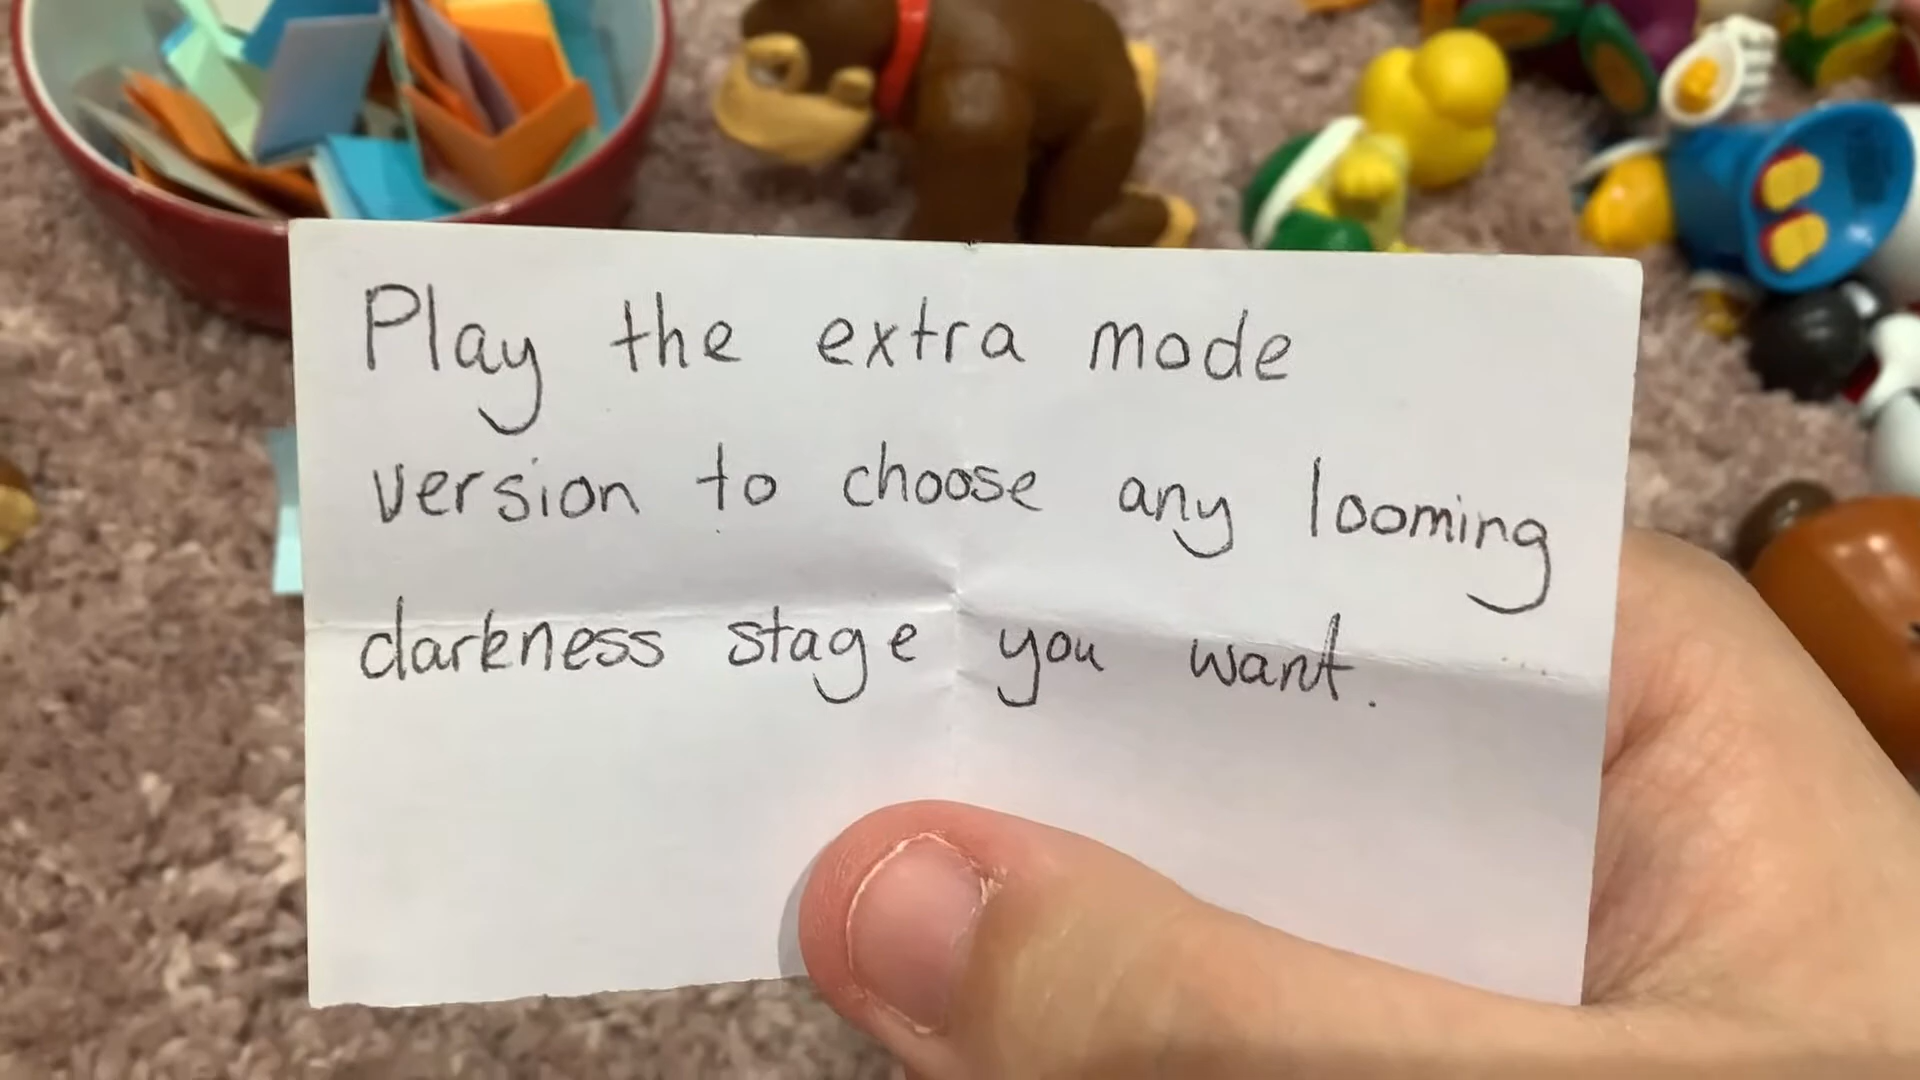 Play the extra mode
version to choose any looming
darkness stage you want.